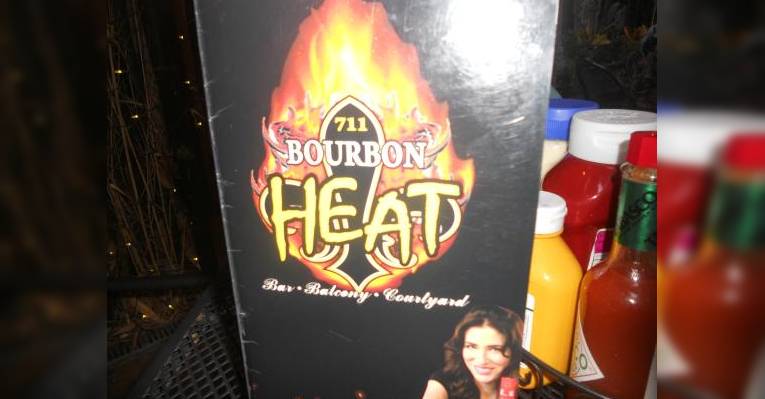 711
BOURBON
HEAT
Bar • Balcony • Courtyard